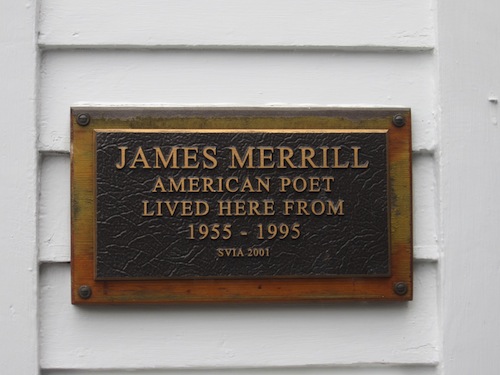 JAMES MERRILL
AMERICAN POET
LIVED HERE FROM
1955 - 1995
SVIA 2001